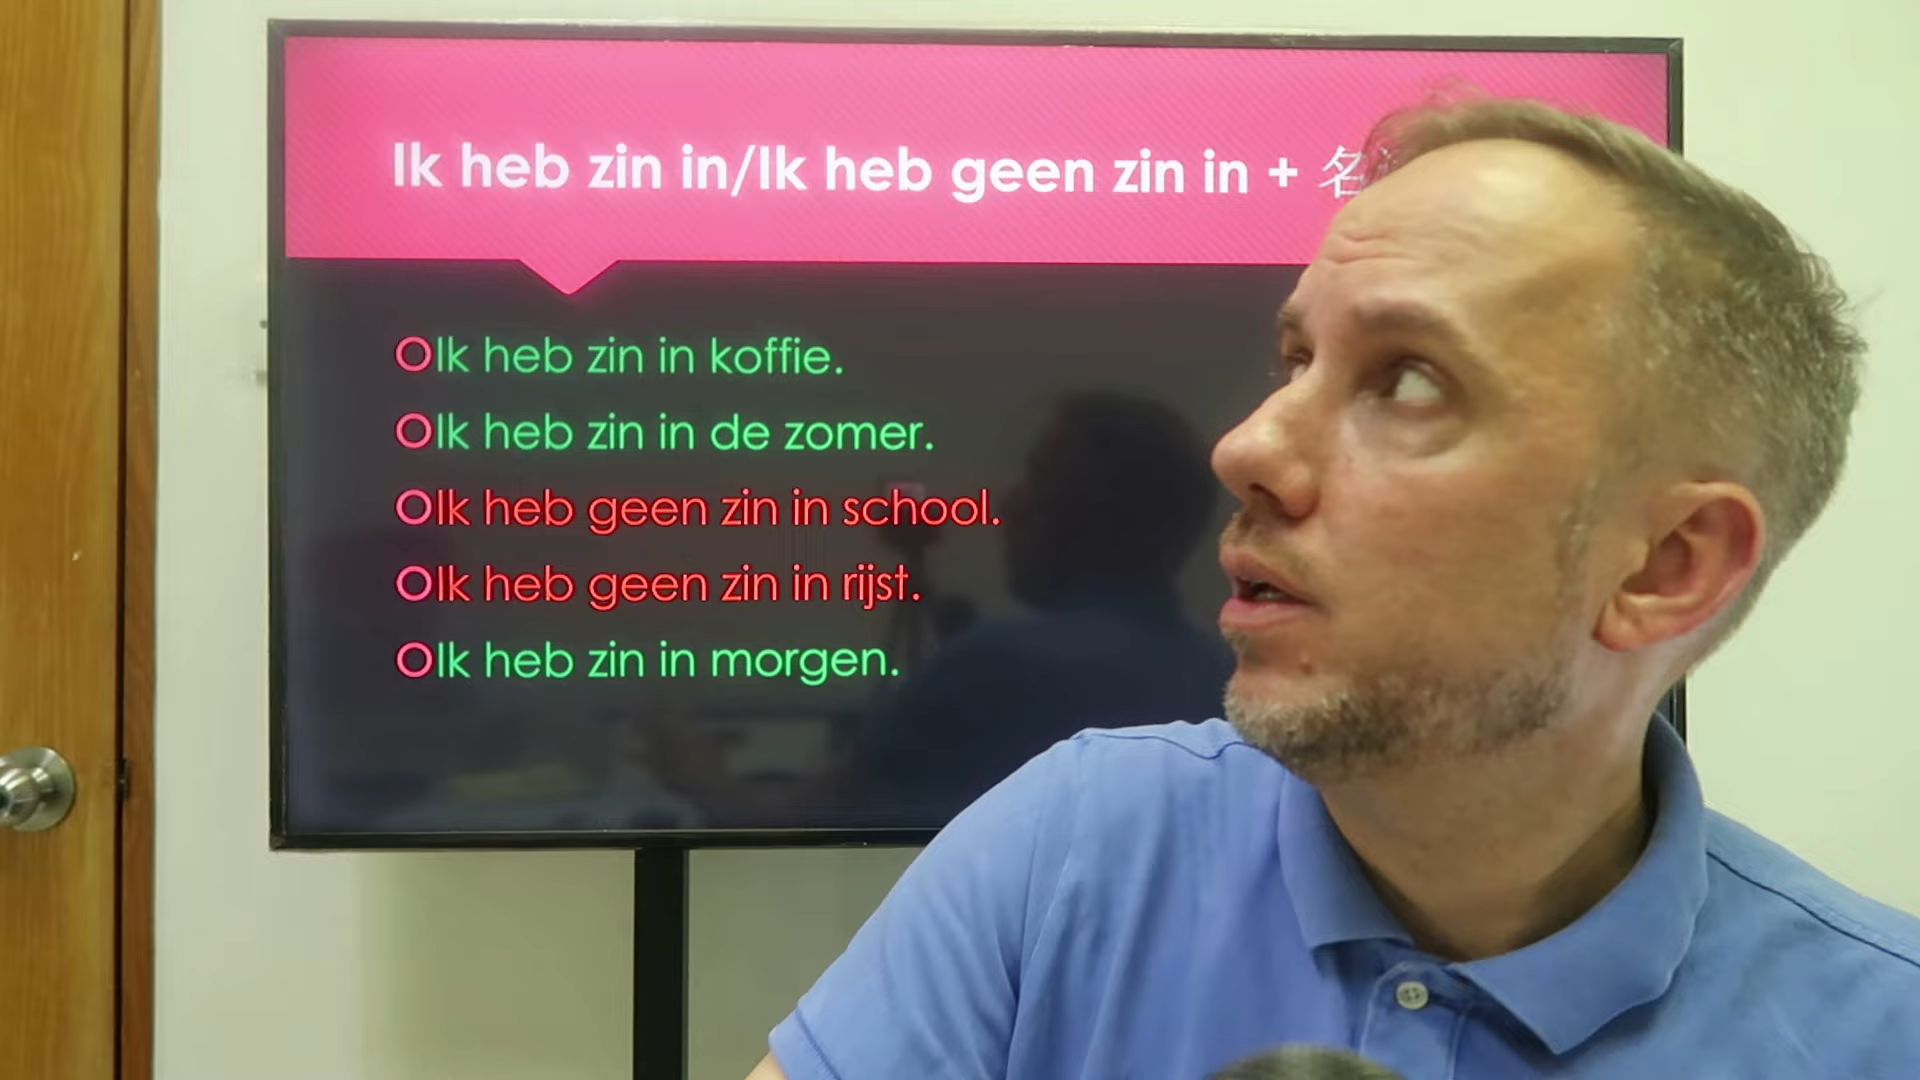 Ik heb zin in/Ik heb geen zin in + 名
Ik heb zin in koffie.
Ik heb zin in de zomer.
Ik heb geen zin in school.
Ik heb geen zin in rijst.
Ik heb zin in morgen.